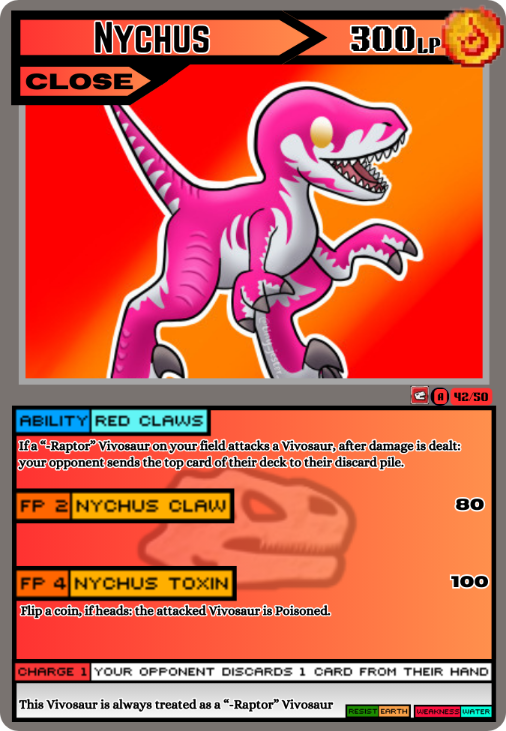 NYCHUS
300LP
CLOSE
A 42/50
ABILITY RED CLAWS
If a “-Raptor” Vivosaur on your field attacks a Vivosaur, after damage is dealt:
your opponent sends the top card of their deck to their discard pile.
FP 2 NYCHUS CLAW 80
FP 4 NYCHUS TOXIN 100
Flip a coin, if heads: the attacked Vivosaur is Poisoned.
CHARGE 1 YOUR OPPONENT DISCARDS 1 CARD FROM THEIR HAND
This Vivosaur is always treated as a “-Raptor” Vivosaur
RESIST EARTH WEAKNESS WATER